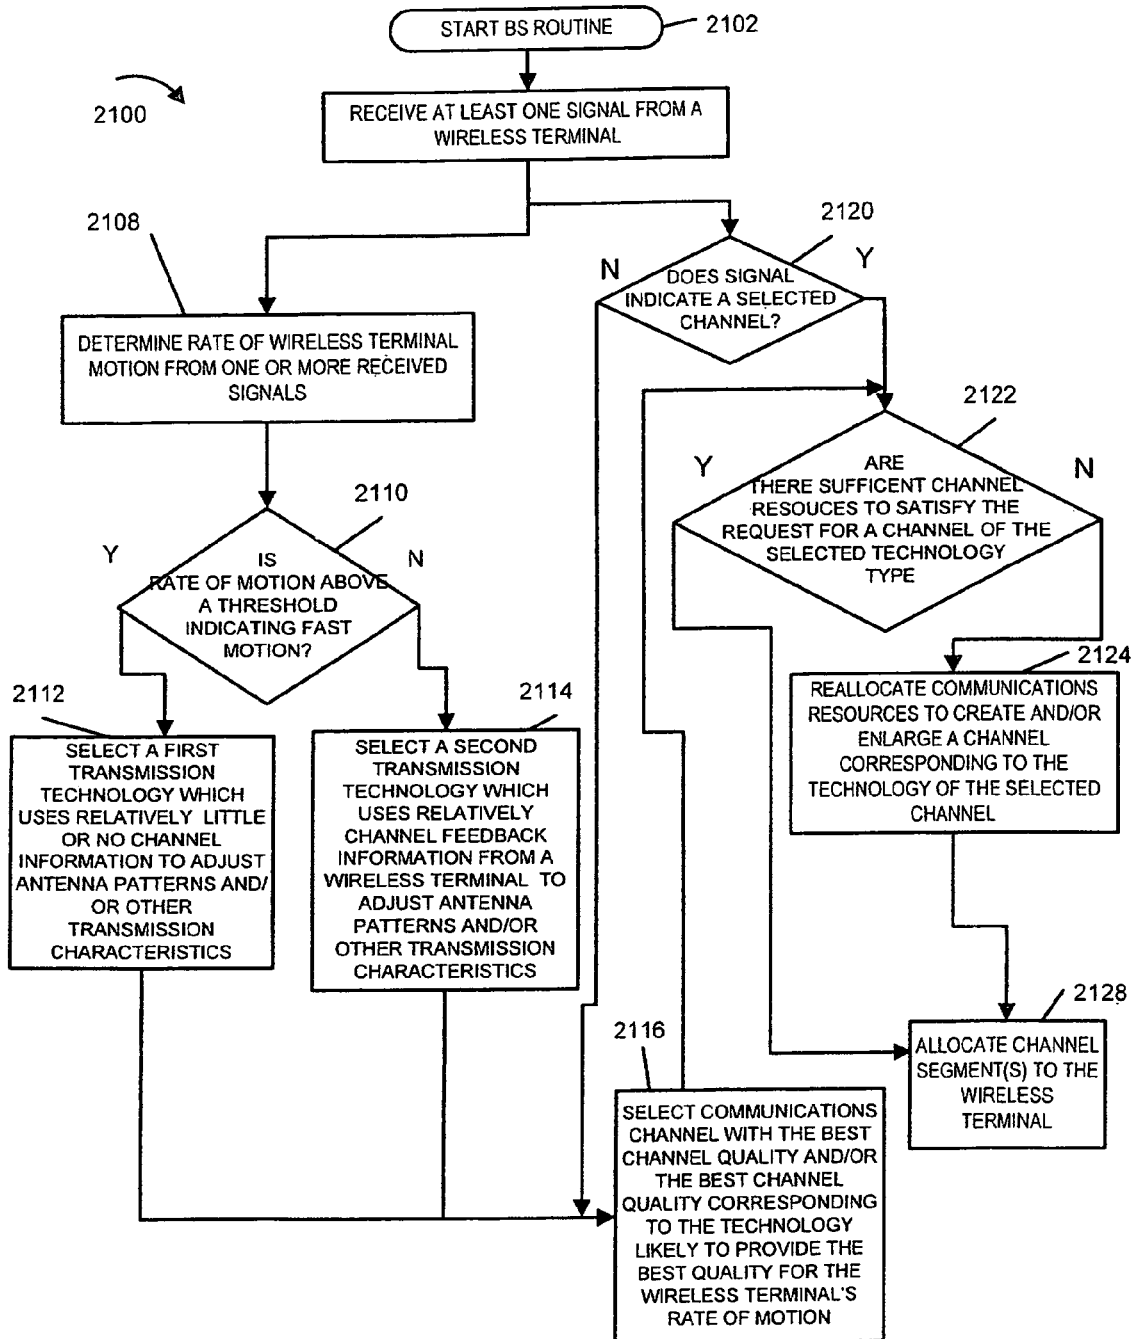 START BS ROUTINE
2102
2100
RECEIVE AT LEAST ONE SIGNAL FROM A
WIRELESS TERMINAL
2108
DETERMINE RATE OF WIRELESS TERMINAL
MOTION FROM ONE OR MORE RECEIVED
SIGNALS
2120
N
Y
DOES SIGNAL
INDICATE A SELECTED
CHANNEL?
2110
Y
N
IS
RATE OF MOTION ABOVE
A THRESHOLD
INDICATING FAST
MOTION?
2122
Y
N
ARE
THERE SUFFICENT CHANNEL
RESOUCES TO SATISFY THE
REQUEST FOR A CHANNEL OF THE
SELECTED TECHNOLOGY
TYPE
2112
SELECT A FIRST
TRANSMISSION
TECHNOLOGY WHICH
USES RELATIVELY LITTLE
OR NO CHANNEL
INFORMATION TO ADJUST
ANTENNA PATTERNS AND/
OR OTHER
TRANSMISSION
CHARACTERISTICS
2114
SELECT A SECOND
TRANSMISSION
TECHNOLOGY WHICH
USES RELATIVELY
CHANNEL FEEDBACK
INFORMATION FROM A
WIRELESS TERMINAL TO
ADJUST ANTENNA
PATTERNS AND/OR
OTHER TRANSMISSION
CHARACTERISTICS
2124
REALLOCATE COMMUNICATIONS
RESOURCES TO CREATE AND/OR
ENLARGE A CHANNEL
CORRESPONDING TO THE
TECHNOLOGY OF THE SELECTED
CHANNEL
2128
ALLOCATE CHANNEL
SEGMENT(S) TO THE
WIRELESS
TERMINAL
2116
SELECT COMMUNICATIONS
CHANNEL WITH THE BEST
CHANNEL QUALITY AND/OR
THE BEST CHANNEL
QUALITY CORRESPONDING
TO THE TECHNOLOGY
LIKELY TO PROVIDE THE
BEST QUALITY FOR THE
WIRELESS TERMINAL'S
RATE OF MOTION